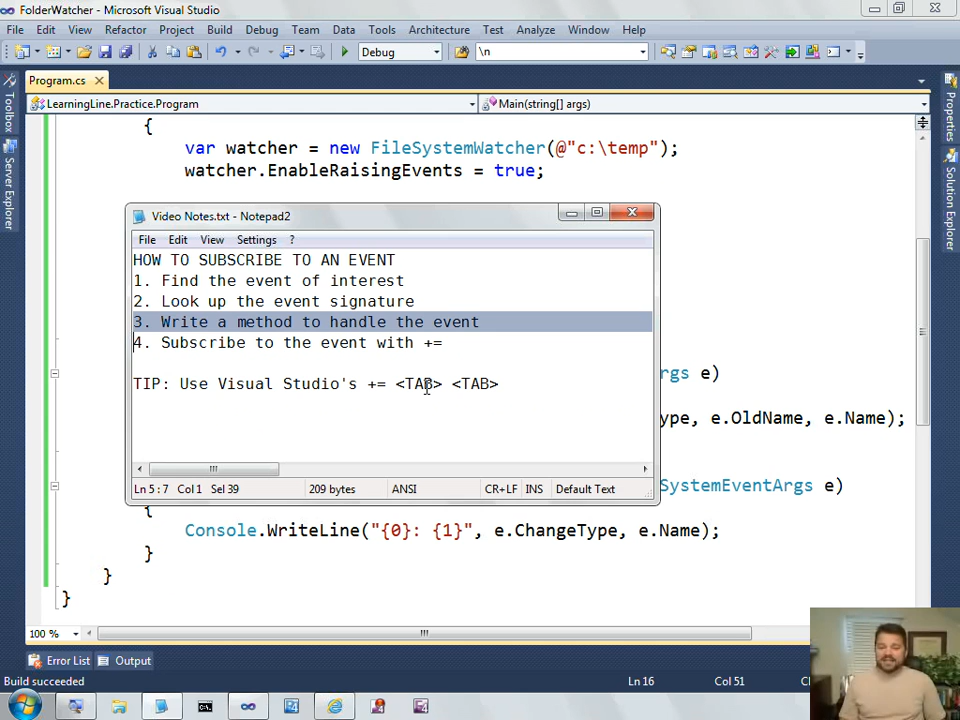 FolderWatcher - Microsoft Visual Studio
File Edit View Refactor Project Build Debug Team Data Tools Architecture Test Analyze Window Help
Debug \n
Program.cs
Toolbox
Server Explorer
Properties
Solution Explorer
LearningLine.Practice.Program Main(string[] args)
{
var watcher = new FileSystemWatcher(@"c:\temp");
watcher.EnableRaisingEvents = true;
Video Notes.txt - Notepad2
File Edit View Settings ?
HOW TO SUBSCRIBE TO AN EVENT
1. Find the event of interest
2. Look up the event signature
3. Write a method to handle the event
4. Subscribe to the event with +=
TIP: Use Visual Studio's += <TAB> <TAB>
Ln 5 : 7 Col 1 Sel 39 209 bytes ANSI CR+LF INS Default Text
rgs e)
ype, e.OldName, e.Name);
SystemEventArgs e)
{
Console.WriteLine("{0}: {1}", e.ChangeType, e.Name);
}
}
}
100 %
Error List Output
Build succeeded Ln 16 Col 51